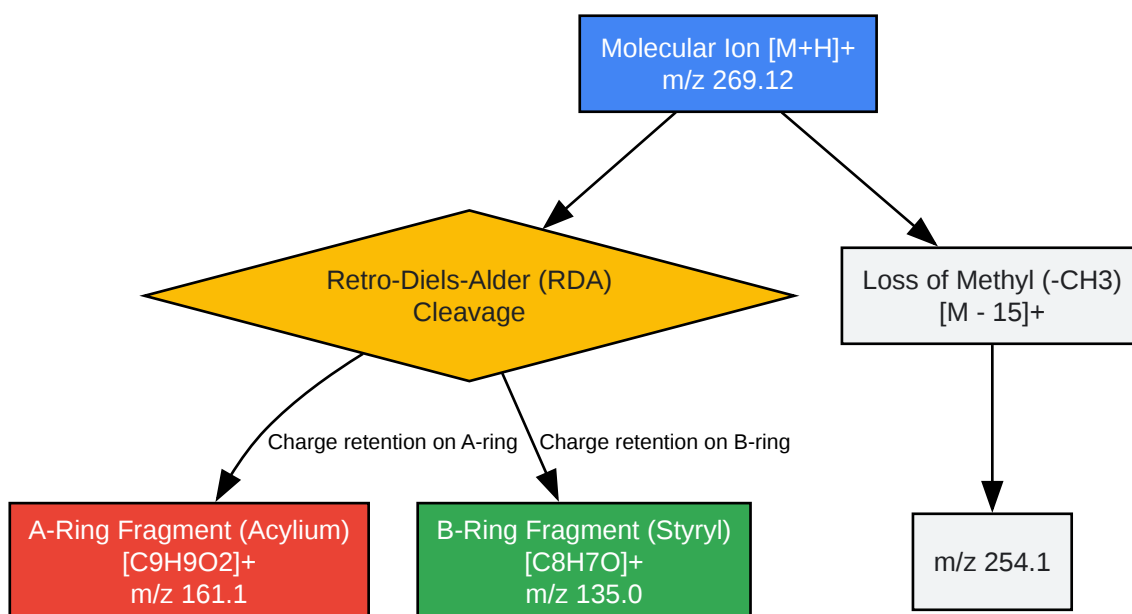 Molecular Ion [M+H]+
m/z 269.12
Retro-Diels-Alder (RDA)
Cleavage
Loss of Methyl (-CH3)
[M - 15]+
Charge retention on A-ring
Charge retention on B-ring
A-Ring Fragment (Acylium)
[C9H9O2]+
m/z 161.1
B-Ring Fragment (Styryl)
[C8H7O]+
m/z 135.0
m/z 254.1